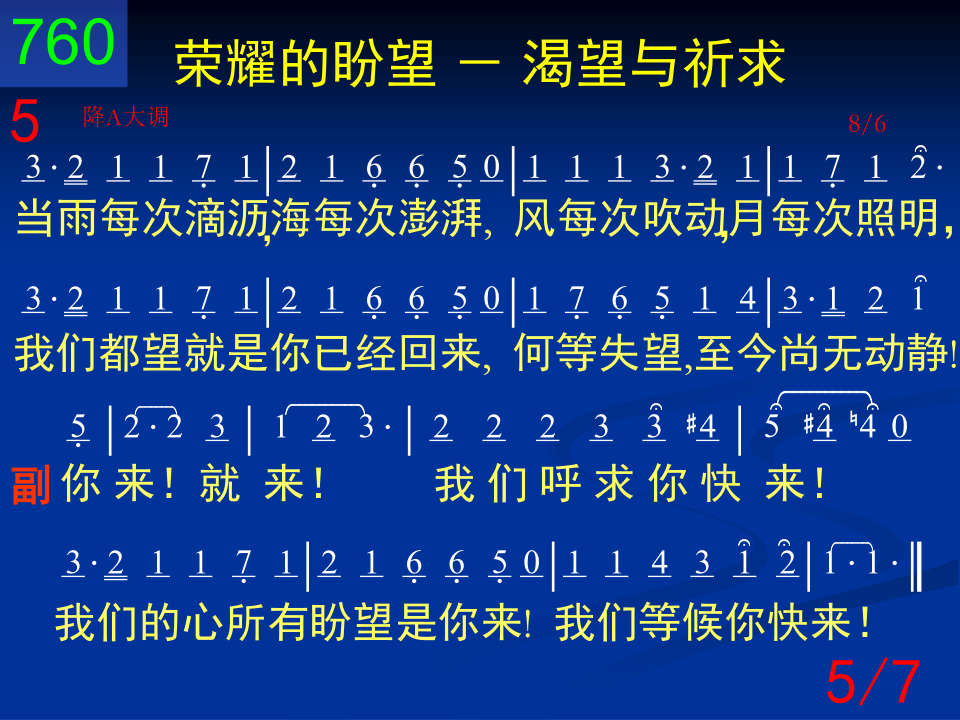 760
荣耀的盼望 － 渴望与祈求
5
降A大调
8/6
3·2 1 1 7 1|2 1 6 6 5 0|1 1 1 3·2 1|1 7 1 2·
当雨每次滴沥,海每次澎湃, 风每次吹动,月每次照明,
3·2 1 1 7 1|2 1 6 6 5 0|1 7 6 5 1 4|3·1 2 1
我们都望就是你已经回来, 何等失望,至今尚无动静!
5|2·2 3|1 2 3·|2 2 2 3 3 ♯4|5 ♯4 ♮4 0
副 你 来! 就 来! 我 们 呼 求 你 快 来!
3·2 1 1 7 1|2 1 6 6 5 0|1 1 4 3 1 2|1·1·‖
我们的心所有盼望是你来! 我们等候你快来!
5/7